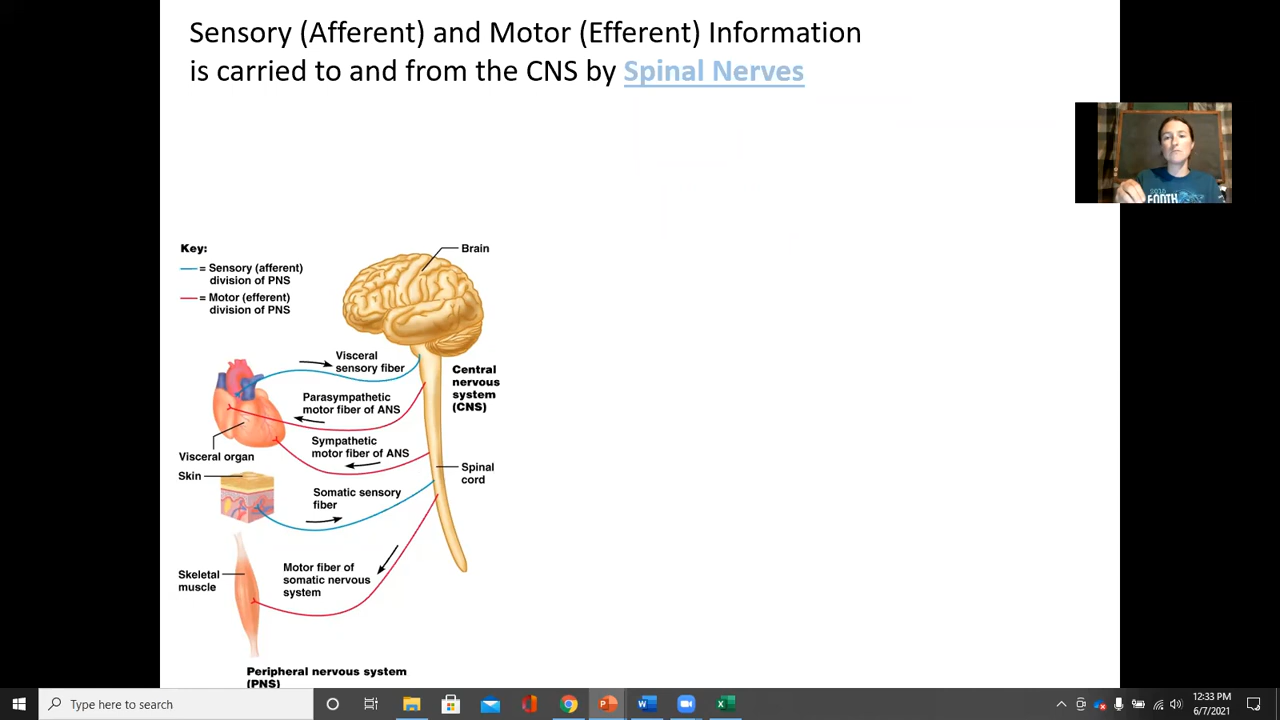 Sensory (Afferent) and Motor (Efferent) Information
is carried to and from the CNS by Spinal Nerves
2015
Key:
= Sensory (afferent)
division of PNS
= Motor (efferent)
division of PNS
Brain
Visceral
sensory fiber
Central
nervous
system
(CNS)
Parasympathetic
motor fiber of ANS
Sympathetic
motor fiber of ANS
Visceral organ
Skin
Spinal
cord
Somatic sensory
fiber
Skeletal
muscle
Motor fiber of
somatic nervous
system
Peripheral nervous system
(PNS)
Type here to search
12:33 PM
6/7/2021